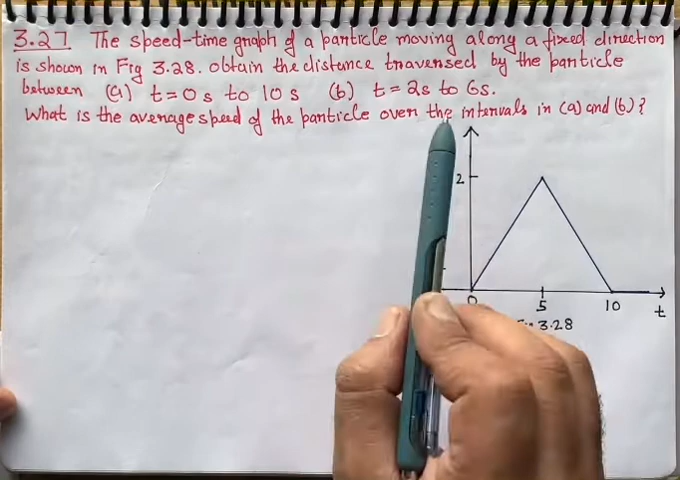 3.27 The speed-time graph of a particle moving along a fixed direction
is shown in Fig 3.28. obtain the distance traversed by the particle
between (a) t=0s to 10s (b) t=2s to 6s.
What is the average speed of the particle over the intervals in (a) and (b)?
2
0 5 10 t
3.28